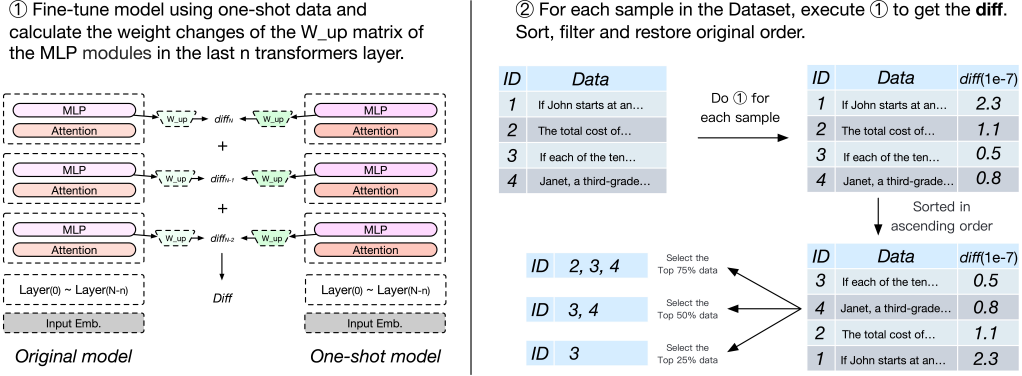 ① Fine-tune model using one-shot data and
calculate the weight changes of the W_up matrix of
the MLP modules in the last n transformers layer.
MLP
Attention
W_up
diffN
W_up
MLP
Attention
+
MLP
Attention
W_up
diffN-1
W_up
MLP
Attention
+
MLP
Attention
W_up
diffN-2
W_up
MLP
Attention
Layer(0) ~ Layer(N-n)
Diff
Layer(0) ~ Layer(N-n)
Input Emb.
Input Emb.
Original model
One-shot model
② For each sample in the Dataset, execute ① to get the diff.
Sort, filter and restore original order.
ID Data
1 If John starts at an…
2 The total cost of…
3 If each of the ten…
4 Janet, a third-grade…
Do ① for
each sample
ID Data diff(1e-7)
1 If John starts at an… 2.3
2 The total cost of… 1.1
3 If each of the ten… 0.5
4 Janet, a third-grade… 0.8
Sorted in
ascending order
ID Data diff(1e-7)
3 If each of the ten… 0.5
4 Janet, a third-grade… 0.8
2 The total cost of… 1.1
1 If John starts at an… 2.3
Select the
Top 75% data
ID 2, 3, 4
Select the
Top 50% data
ID 3, 4
Select the
Top 25% data
ID 3